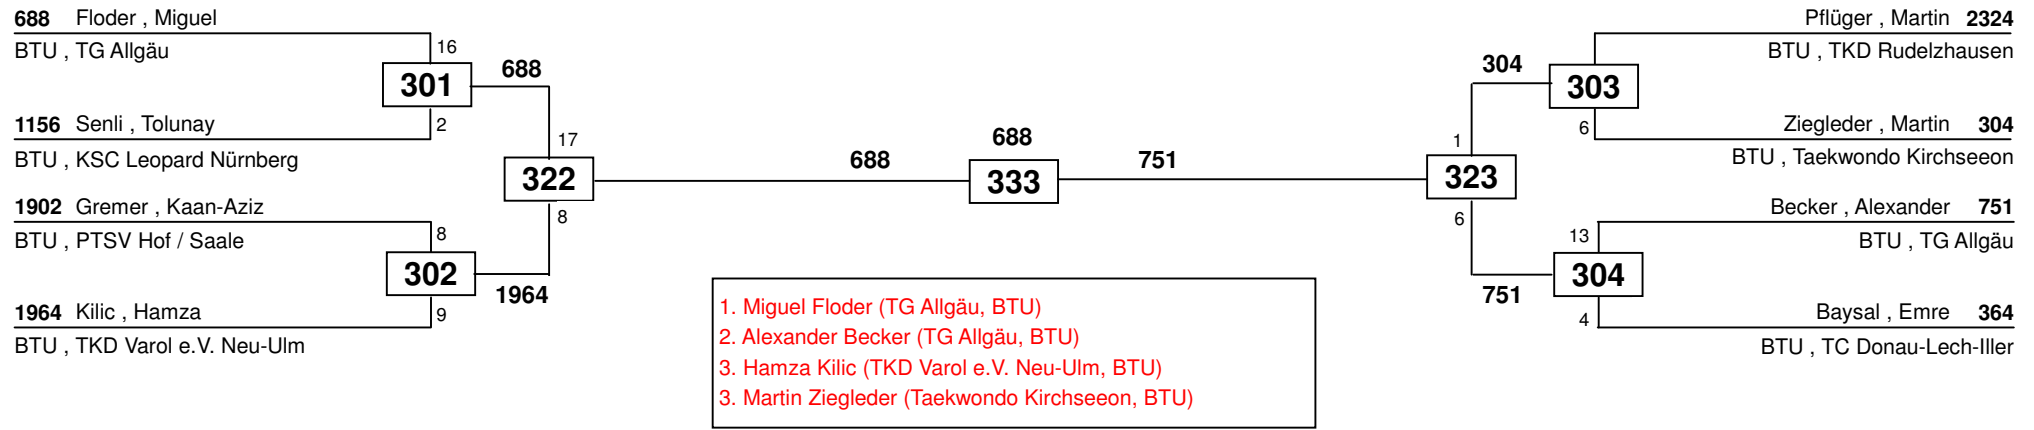 688 Floder , Miguel
BTU , TG Allgäu
16
301
688
1156 Senli , Tolunay
2
BTU , KSC Leopard Nürnberg
17
322
8
1902 Gremer , Kaan-Aziz
BTU , PTSV Hof / Saale
8
302
1964
1964 Kilic , Hamza
9
BTU , TKD Varol e.V. Neu-Ulm
688
688
333
751
Pflüger , Martin 2324
BTU , TKD Rudelzhausen
304
303
Ziegleder , Martin 304
6
BTU , Taekwondo Kirchseeon
1
323
6
Becker , Alexander 751
13
BTU , TG Allgäu
304
751
Baysal , Emre 364
4
BTU , TC Donau-Lech-Iller
1. Miguel Floder (TG Allgäu, BTU)
2. Alexander Becker (TG Allgäu, BTU)
3. Hamza Kilic (TKD Varol e.V. Neu-Ulm, BTU)
3. Martin Ziegleder (Taekwondo Kirchseeon, BTU)